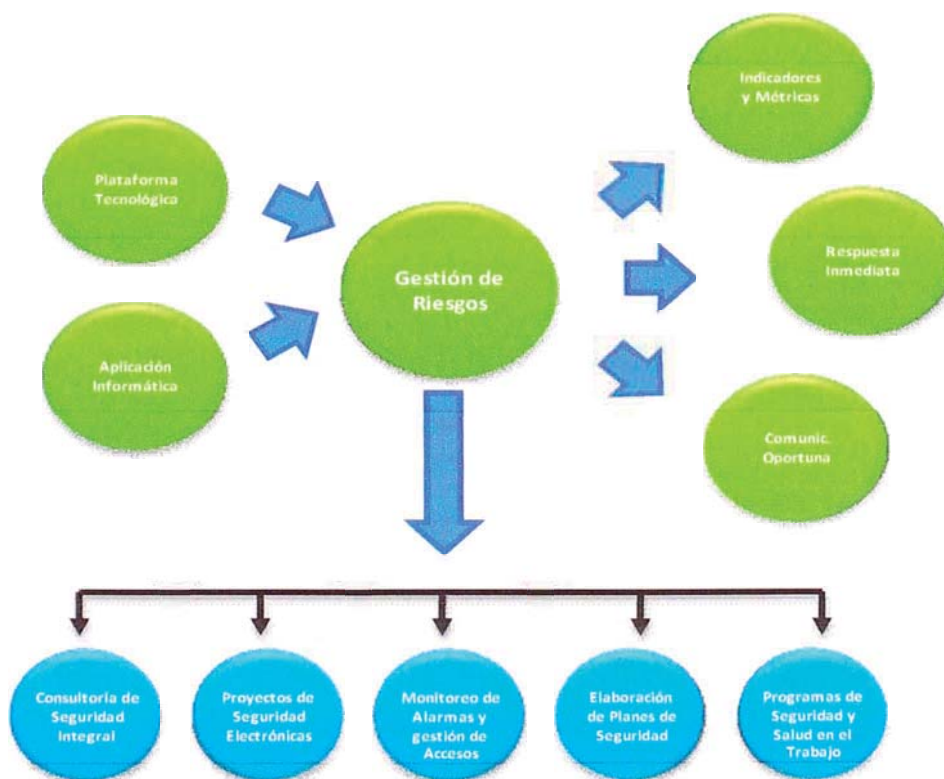 Indicadores
y Métricas
Plataforma
Tecnológica
Respuesta
Inmediata
Gestión de
Riesgos
Aplicación
Informática
Comunic.
Oportuna
Consultoría de
Seguridad
Integral
Proyectos de
Seguridad
Electrónicas
Monitoreo de
Alarmas y
gestión de
Accesos
Elaboración
de Planes de
Seguridad
Programas de
Seguridad y
Salud en el
Trabajo